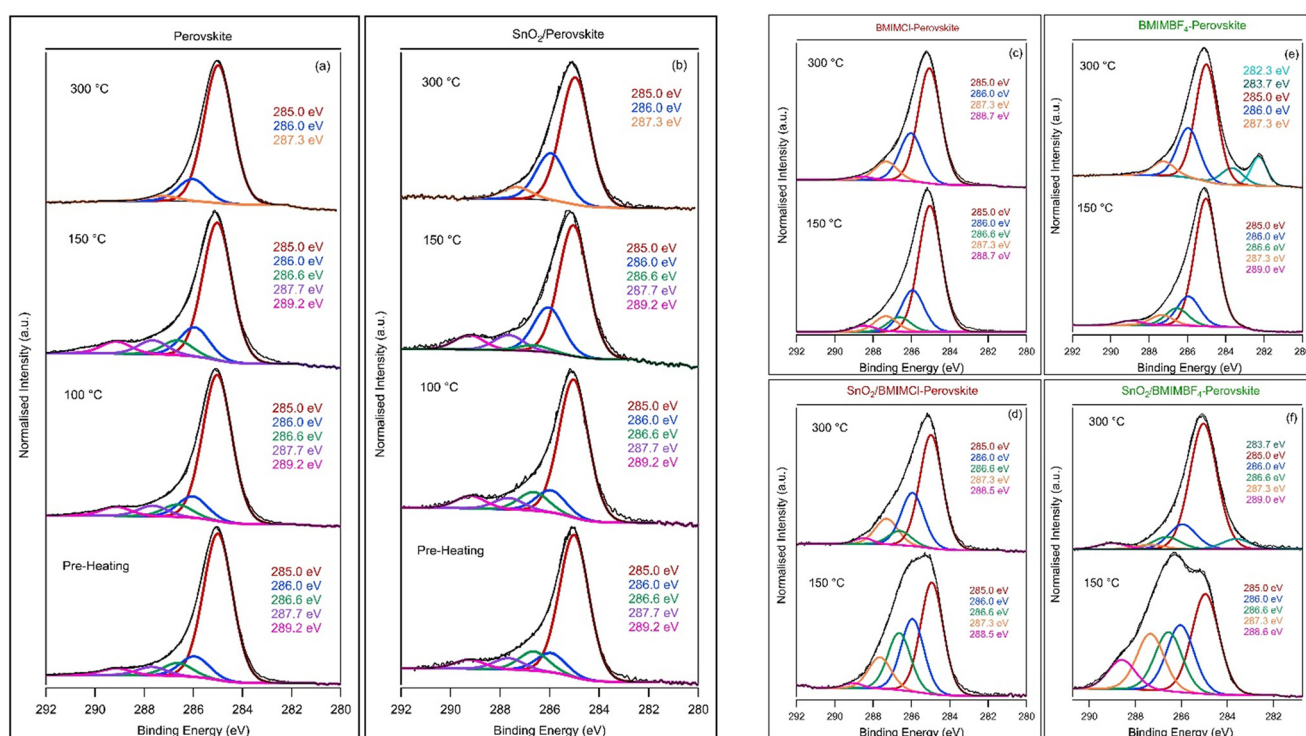 Perovskite
(a)
300 °C
285.0 eV
286.0 eV
287.3 eV
150 °C
285.0 eV
286.0 eV
286.6 eV
287.7 eV
289.2 eV
100 °C
285.0 eV
286.0 eV
286.6 eV
287.7 eV
289.2 eV
Pre-Heating
285.0 eV
286.0 eV
286.6 eV
287.7 eV
289.2 eV
Normalised Intensity (a.u.)
292 290 288 286 284 282 280
Binding Energy (eV)
SnO2/Perovskite
(b)
300 °C
285.0 eV
286.0 eV
287.3 eV
150 °C
285.0 eV
286.0 eV
286.6 eV
287.7 eV
289.2 eV
100 °C
285.0 eV
286.0 eV
286.6 eV
287.7 eV
289.2 eV
Pre-Heating
285.0 eV
286.0 eV
286.6 eV
287.7 eV
289.2 eV
Normalised Intensity (a.u.)
292 290 288 286 284 282 280
Binding Energy (eV)
BMIMCl-Perovskite
(c)
300 °C
285.0 eV
286.0 eV
287.3 eV
288.7 eV
150 °C
285.0 eV
286.0 eV
286.6 eV
287.3 eV
288.7 eV
Normalised Intensity (a.u.)
292 290 288 286 284 282 280
Binding Energy (eV)
BMIMBF4-Perovskite
(e)
300 °C
282.3 eV
283.7 eV
285.0 eV
286.0 eV
287.3 eV
150 °C
285.0 eV
286.0 eV
286.6 eV
287.3 eV
289.0 eV
Normalised Intensity (a.u.)
292 290 288 286 284 282 280
Binding Energy (eV)
SnO2/BMIMCl-Perovskite
(d)
300 °C
285.0 eV
286.0 eV
286.6 eV
287.3 eV
288.5 eV
150 °C
285.0 eV
286.0 eV
286.6 eV
287.3 eV
288.5 eV
Normalised Intensity (a.u.)
292 290 288 286 284 282 280
Binding Energy (eV)
SnO2/BMIMBF4-Perovskite
(f)
300 °C
283.7 eV
285.0 eV
286.0 eV
286.6 eV
287.3 eV
289.0 eV
150 °C
285.0 eV
286.0 eV
286.6 eV
287.3 eV
288.6 eV
Normalised Intensity (a.u.)
290 288 286 284 282
Binding Energy (eV)